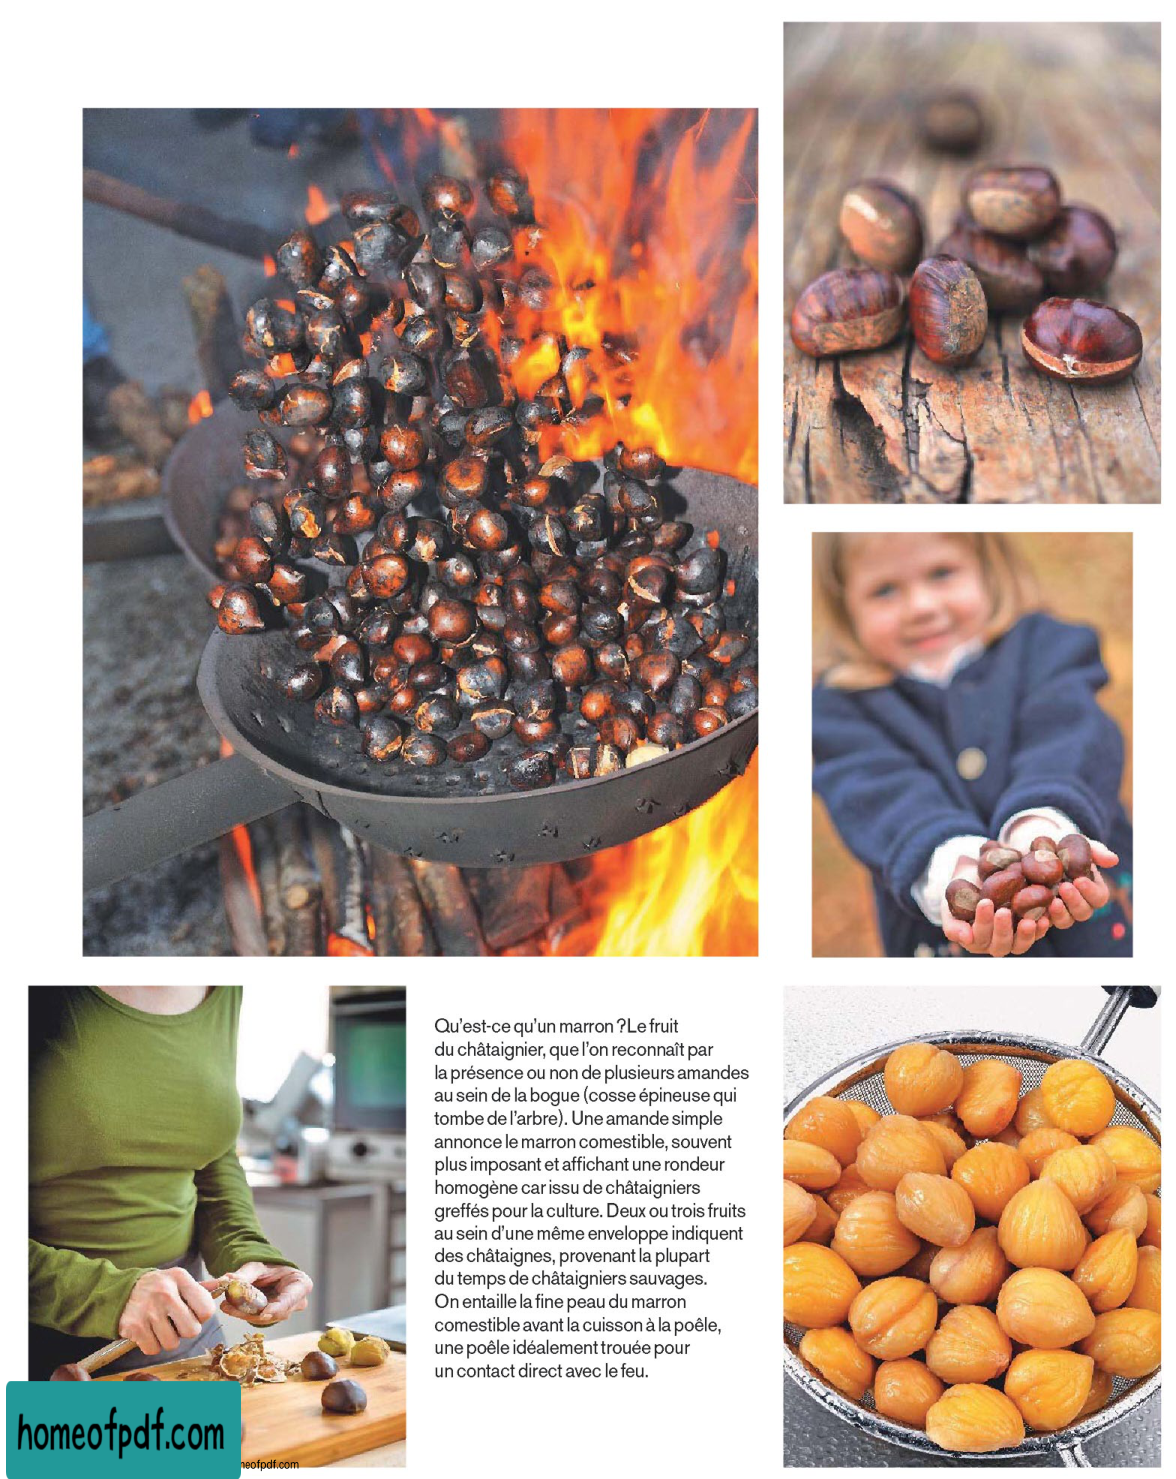 Qu’est-ce qu’un marron ?Le fruit
du châtaignier, que l’on reconnaît par
la présence ou non de plusieurs amandes
au sein de la bogue (cosse épineuse qui
tombe de l’arbre). Une amande simple
annonce le marron comestible, souvent
plus imposant et affichant une rondeur
homogène car issu de châtaigniers
greffés pour la culture. Deux ou trois fruits
au sein d’une même enveloppe indiquent
des châtaignes, provenant la plupart
du temps de châtaigniers sauvages.
On entaille la fine peau du marron
comestible avant la cuisson à la poêle,
une poêle idéalement trouée pour
un contact direct avec le feu.
homeofpdf.com
neofpdf.com